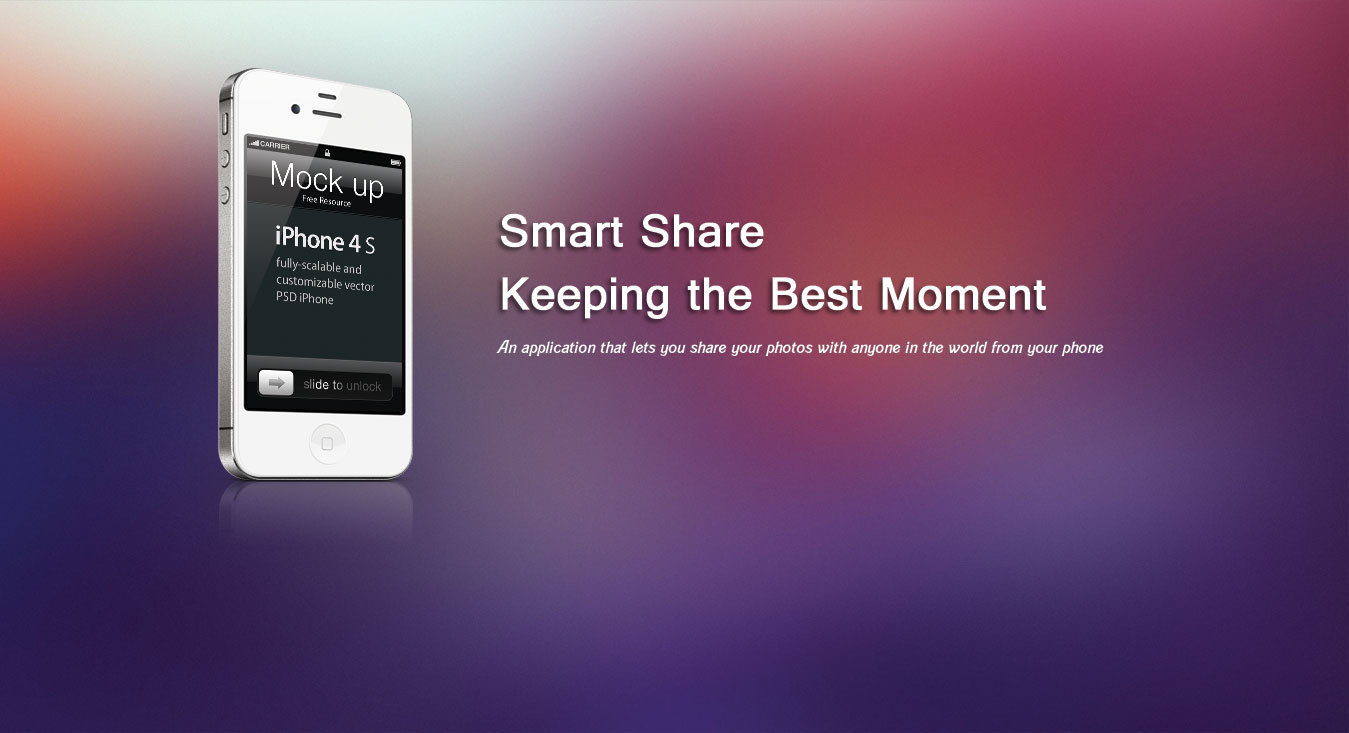 CARRIER
Mock up
Free Resource
iPhone 4 S
fully-scalable and
customizable vector
PSD iPhone
slide to unlock
Smart Share
Keeping the Best Moment
An application that lets you share your photos with anyone in the world from your phone